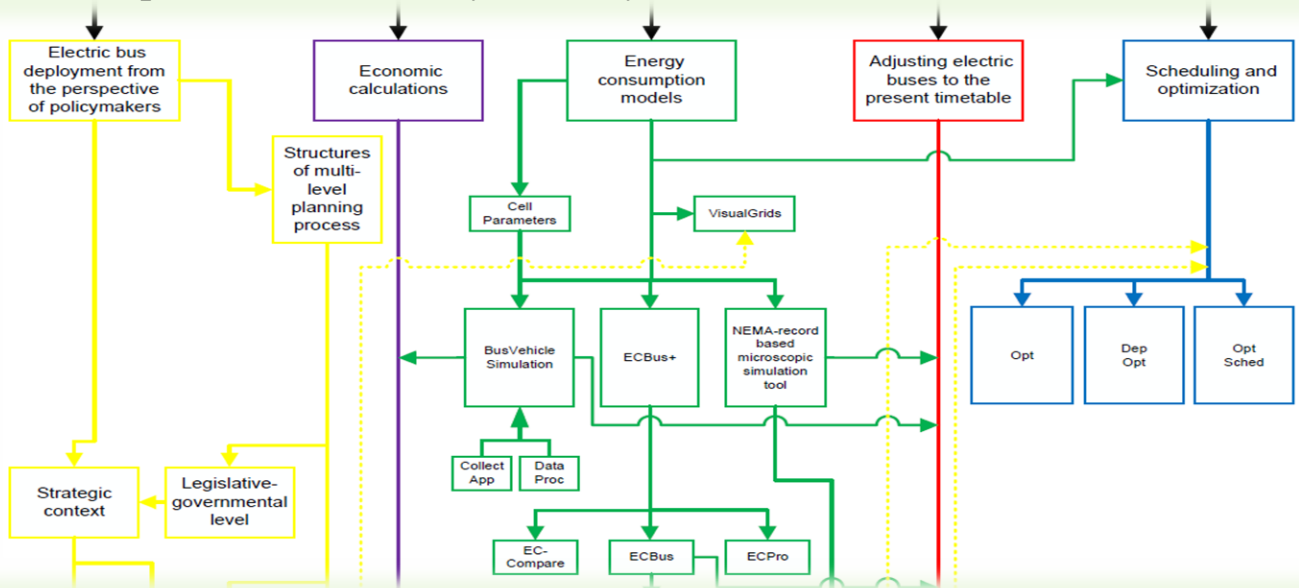 Electric bus
deployment from
the perspective
of policymakers
Economic
calculations
Energy
consumption
models
Adjusting electric
buses to the
present timetable
Scheduling and
optimization
Structures
of multi-
level
planning
process
Cell
Parameters
VisualGrids
BusVehicle
Simulation
ECBus+
NEMA-record
based
microscopic
simulation
tool
Opt
Dep
Opt
Opt
Sched
Collect
App
Data
Proc
Strategic
context
Legislative-
governmental
level
EC-
Compare
ECBus
ECPro